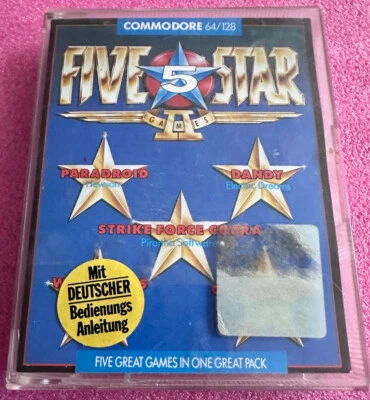 COMMODORE 64/128
FIVE 5 STAR
GAMES
II
PARADROID
Hewson
DANDY
Electric Dreams
STRIKE FORCE COBRA
Piranha Software
Mit
DEUTSCHER
Bedienungs
Anleitung
FIVE GREAT GAMES IN ONE GREAT PACK